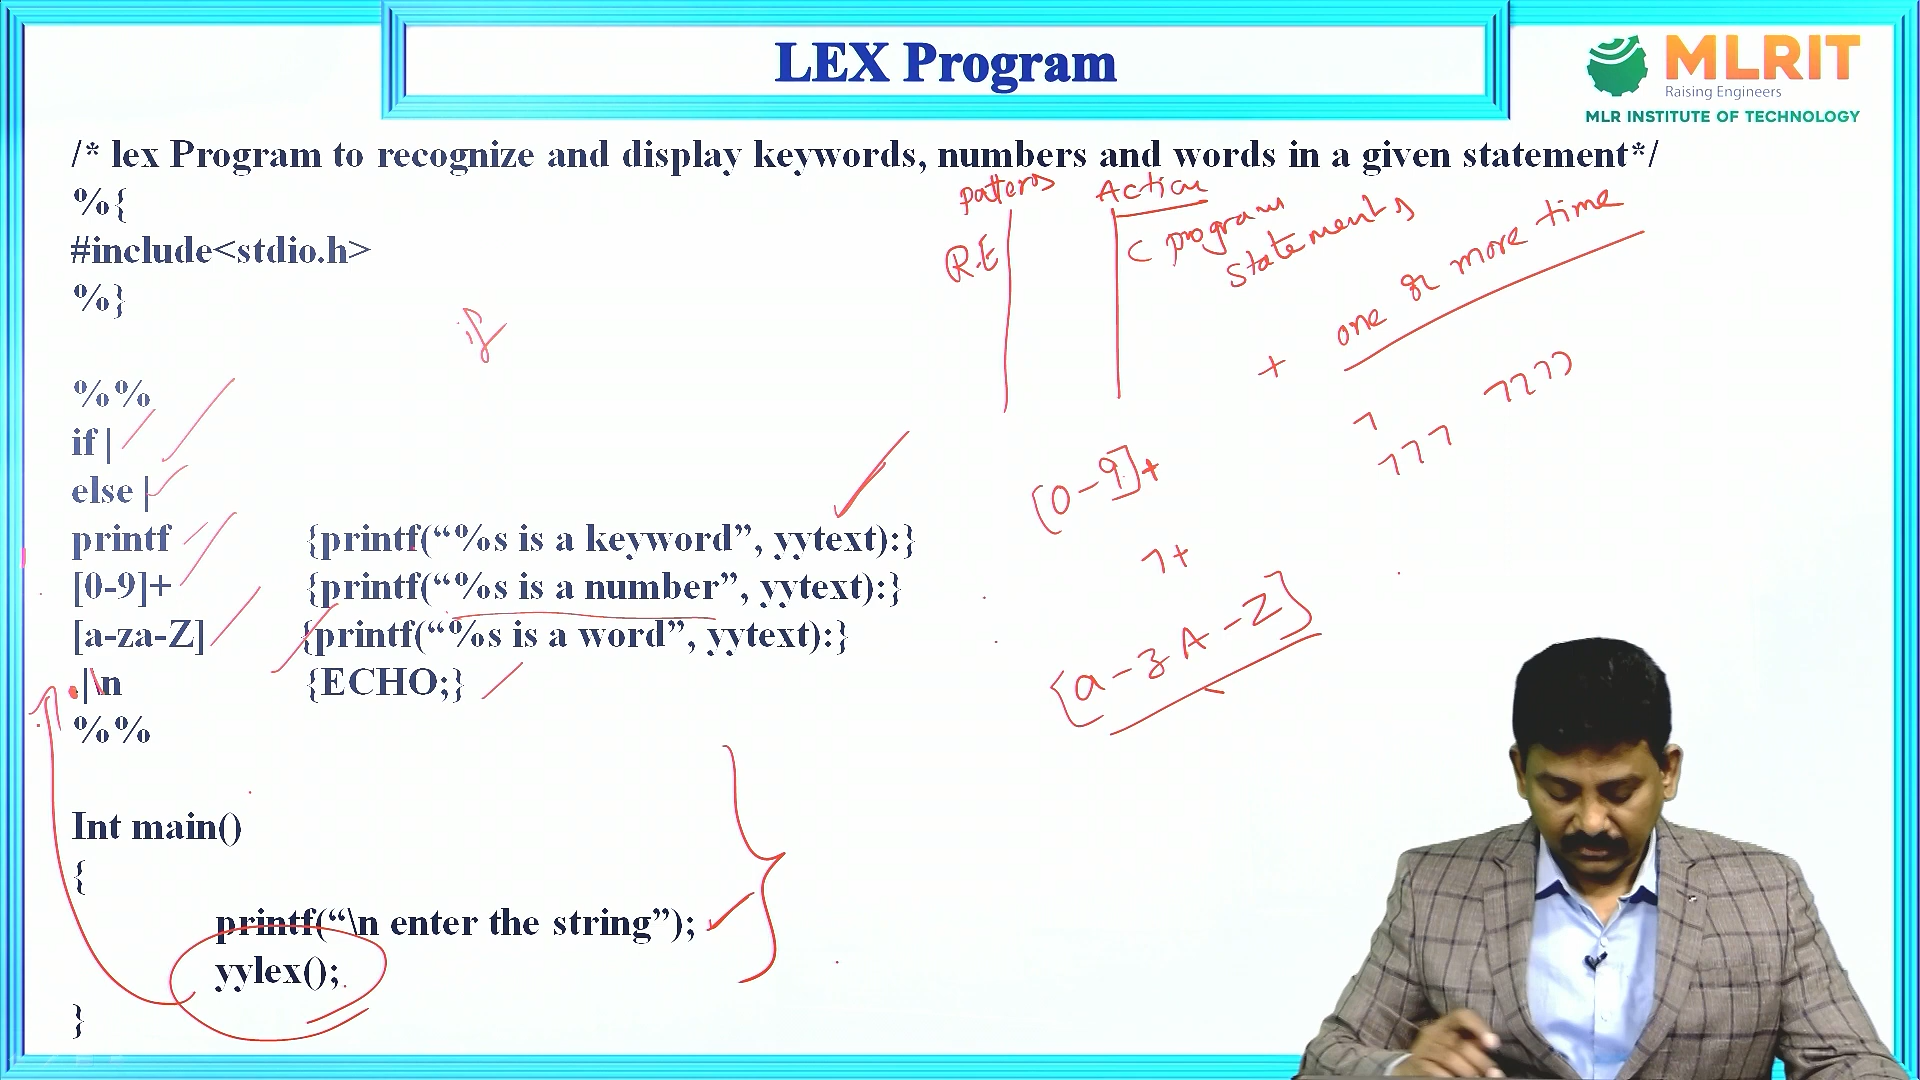 LEX Program
MLRIT
Raising Engineers
MLR INSTITUTE OF TECHNOLOGY
/* lex Program to recognize and display keywords, numbers and words in a given statement*/
%{
#include<stdio.h>
%}
%%
if |
else |
printf {printf(“%s is a keyword”, yytext):}
[0-9]+ {printf(“%s is a number”, yytext):}
[a-za-Z] {printf(“%s is a word”, yytext):}
.|\n {ECHO;}
%%
Int main()
{
printf(“\n enter the string”);
yylex();
}
if
Action
R.E
C program
statements
+ one or more time
7
777
7777
[0-9]+
7+
[a-z A-Z]